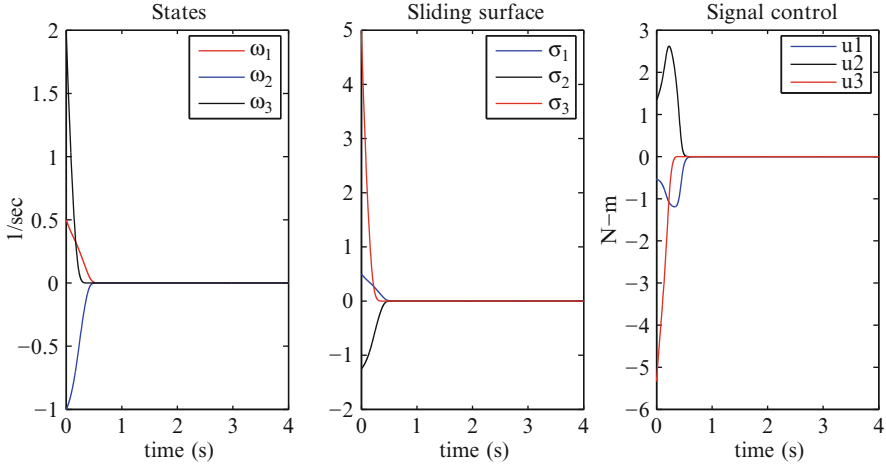 States
2
1.5
1
0.5
0
−0.5
−1
1/sec
ω1
ω2
ω3
0 1 2 3 4
time (s)
Sliding surface
5
4
3
2
1
0
−1
−2
σ1
σ2
σ3
0 1 2 3 4
time (s)
Signal control
3
2
1
0
−1
−2
−3
−4
−5
−6
N−m
u1
u2
u3
0 1 2 3 4
time (s)